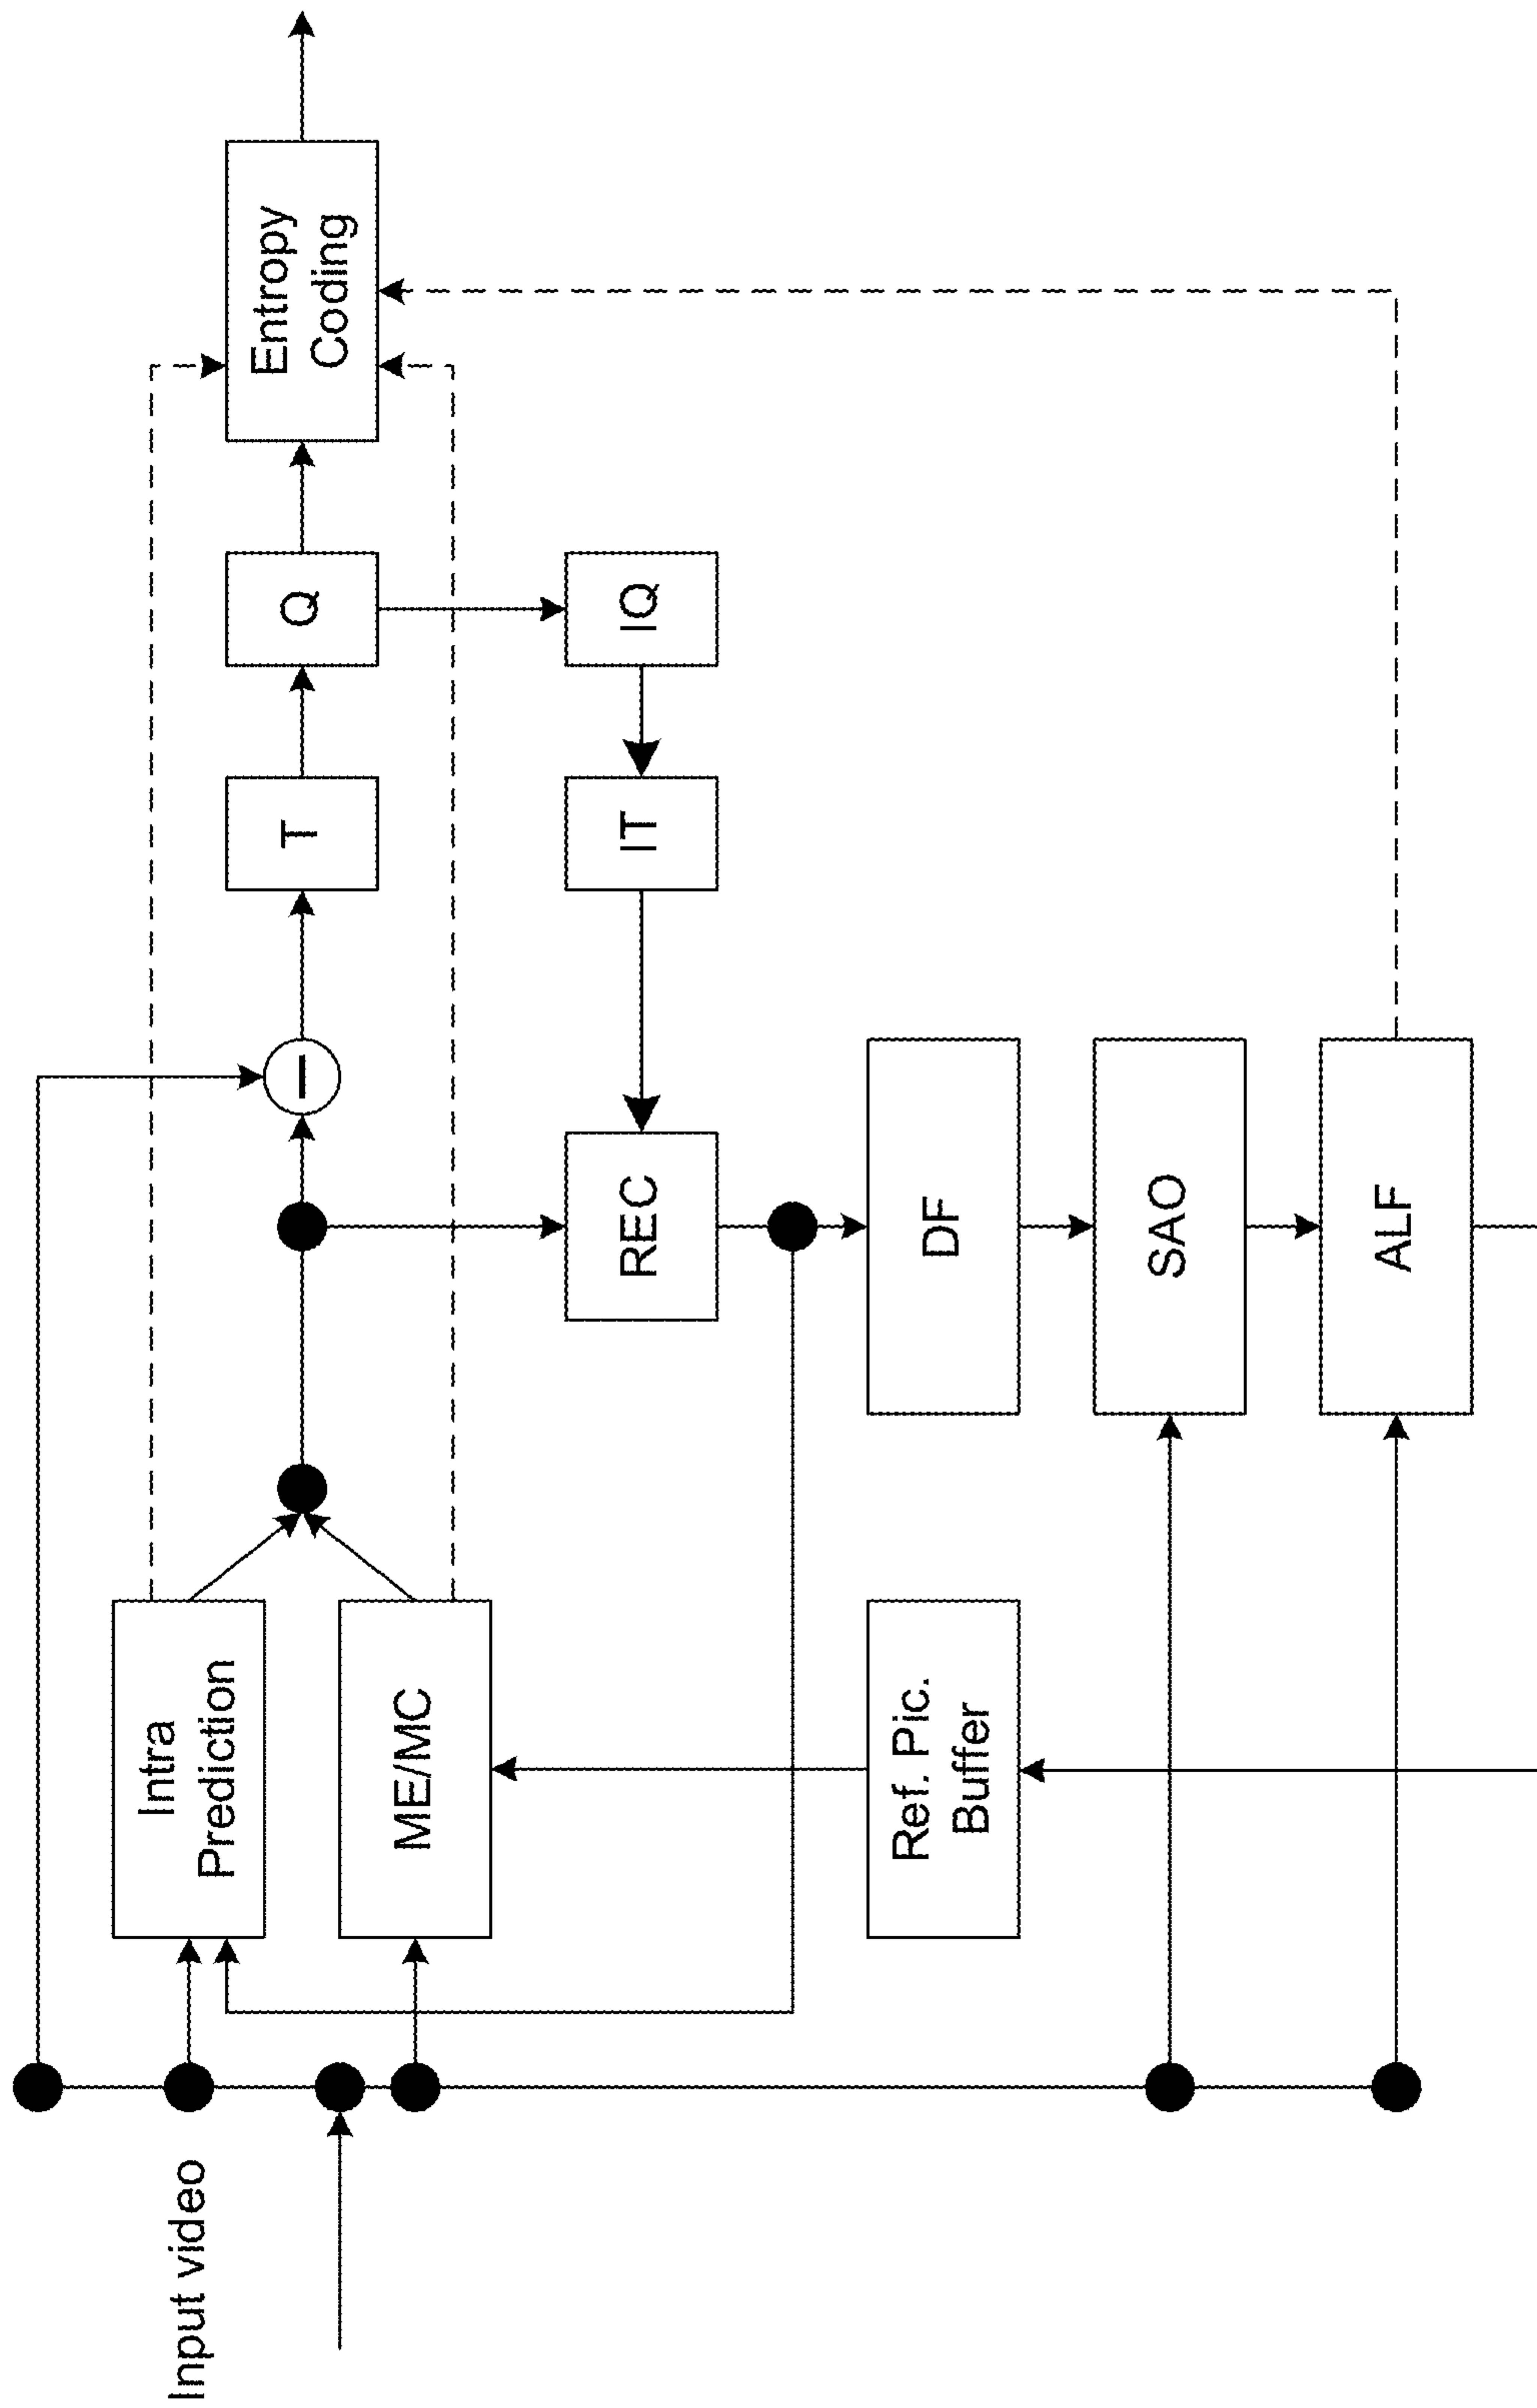 Input video
Intra
Prediction
ME/MC
Ref. Pic.
Buffer
T
Q
Entropy
Coding
IQ
IT
REC
DF
SAO
ALF